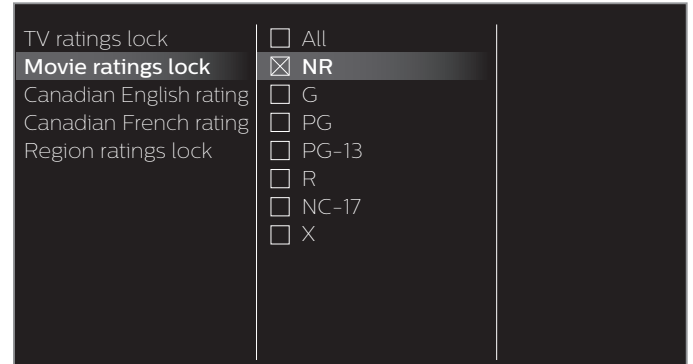 TV ratings lock
Movie ratings lock
Canadian English rating
Canadian French rating
Region ratings lock
All
NR
G
PG
PG-13
R
NC-17
X